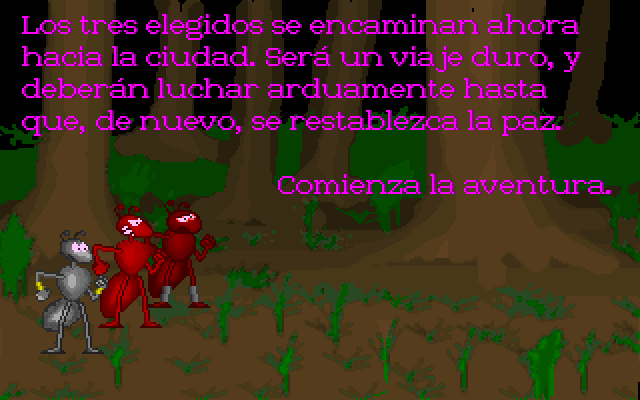 Los tres elegidos se encaminan ahora
hacia la ciudad. Será un viaje duro, y
deberán luchar arduamente hasta
que, de nuevo, se restablezca la paz.
Comienza la aventura.